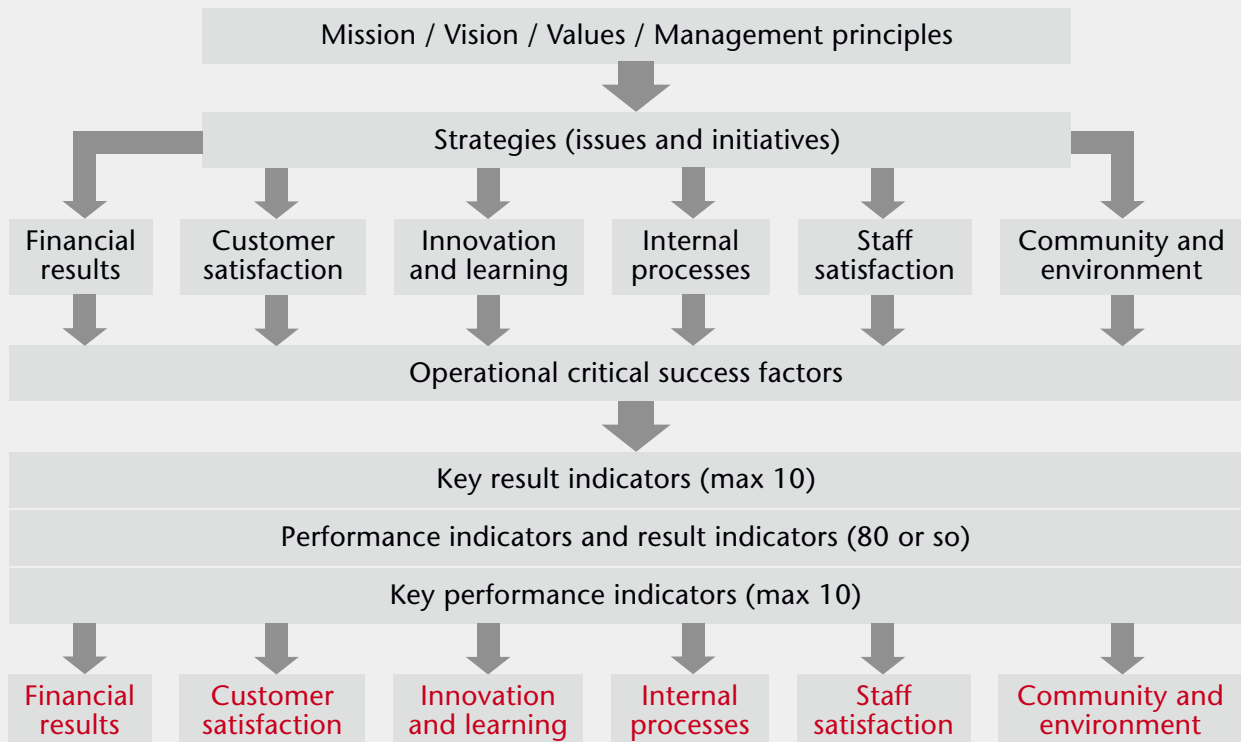 Mission / Vision / Values / Management principles
Strategies (issues and initiatives)
Financial
results
Customer
satisfaction
Innovation
and learning
Internal
processes
Staff
satisfaction
Community and
environment
Operational critical success factors
Key result indicators (max 10)
Performance indicators and result indicators (80 or so)
Key performance indicators (max 10)
Financial
results
Customer
satisfaction
Innovation
and learning
Internal
processes
Staff
satisfaction
Community and
environment